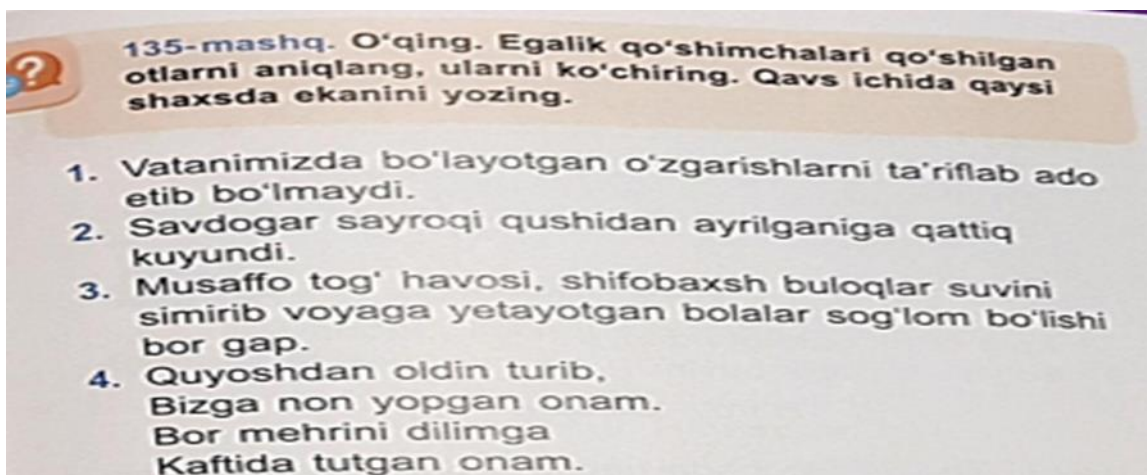 ?
135-mashq. O‘qing. Egalik qo‘shimchalari qo‘shilgan
otlarni aniqlang, ularni ko‘chiring. Qavs ichida qaysi
shaxsda ekanini yozing.
1. Vatanimizda bo‘layotgan o‘zgarishlarni ta’riflab ado
etib bo‘lmaydi.
2. Savdogar sayroqi qushidan ayrilganiga qattiq
kuyundi.
3. Musaffo tog‘ havosi, shifobaxsh buloqlar suvini
simirib voyaga yetayotgan bolalar sog‘lom bo‘lishi
bor gap.
4. Quyoshdan oldin turib,
Bizga non yopgan onam.
Bor mehrini dilimga
Kaftida tutgan onam.